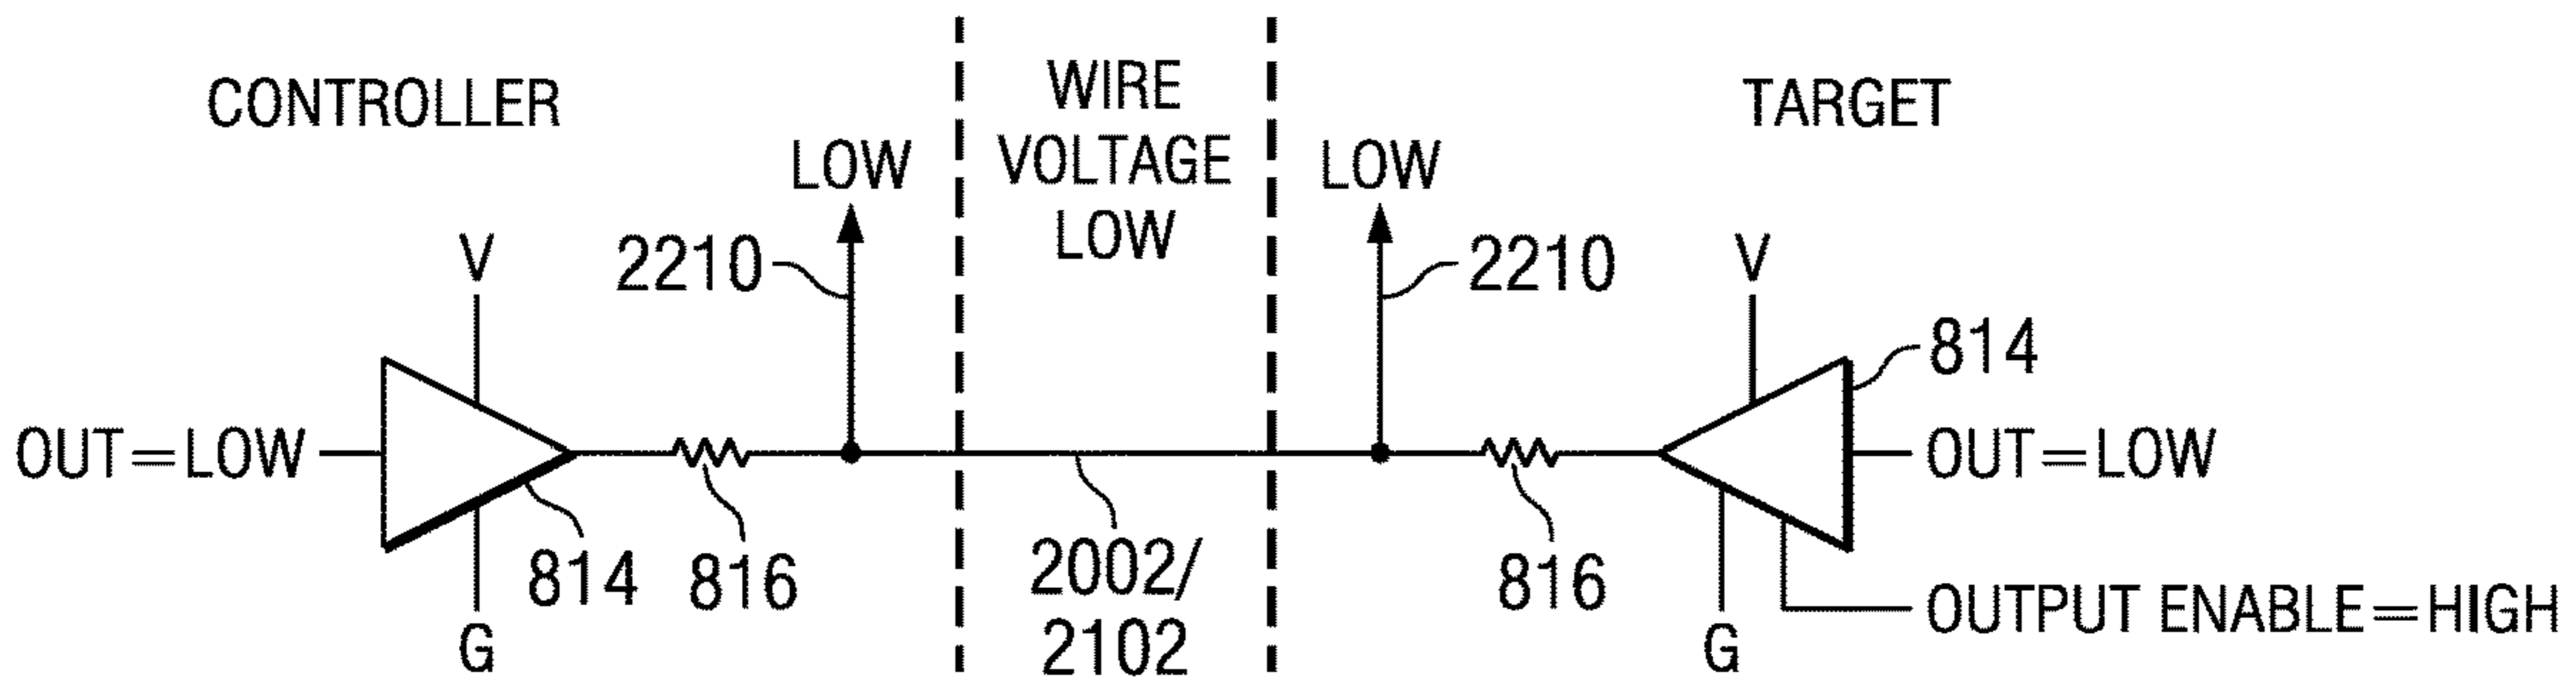 CONTROLLER
WIRE
VOLTAGE
LOW
TARGET
LOW
LOW
V
2210
2210
V
814
OUT=LOW
OUT=LOW
814
816
2002/
2102
816
OUTPUT ENABLE=HIGH
G
G